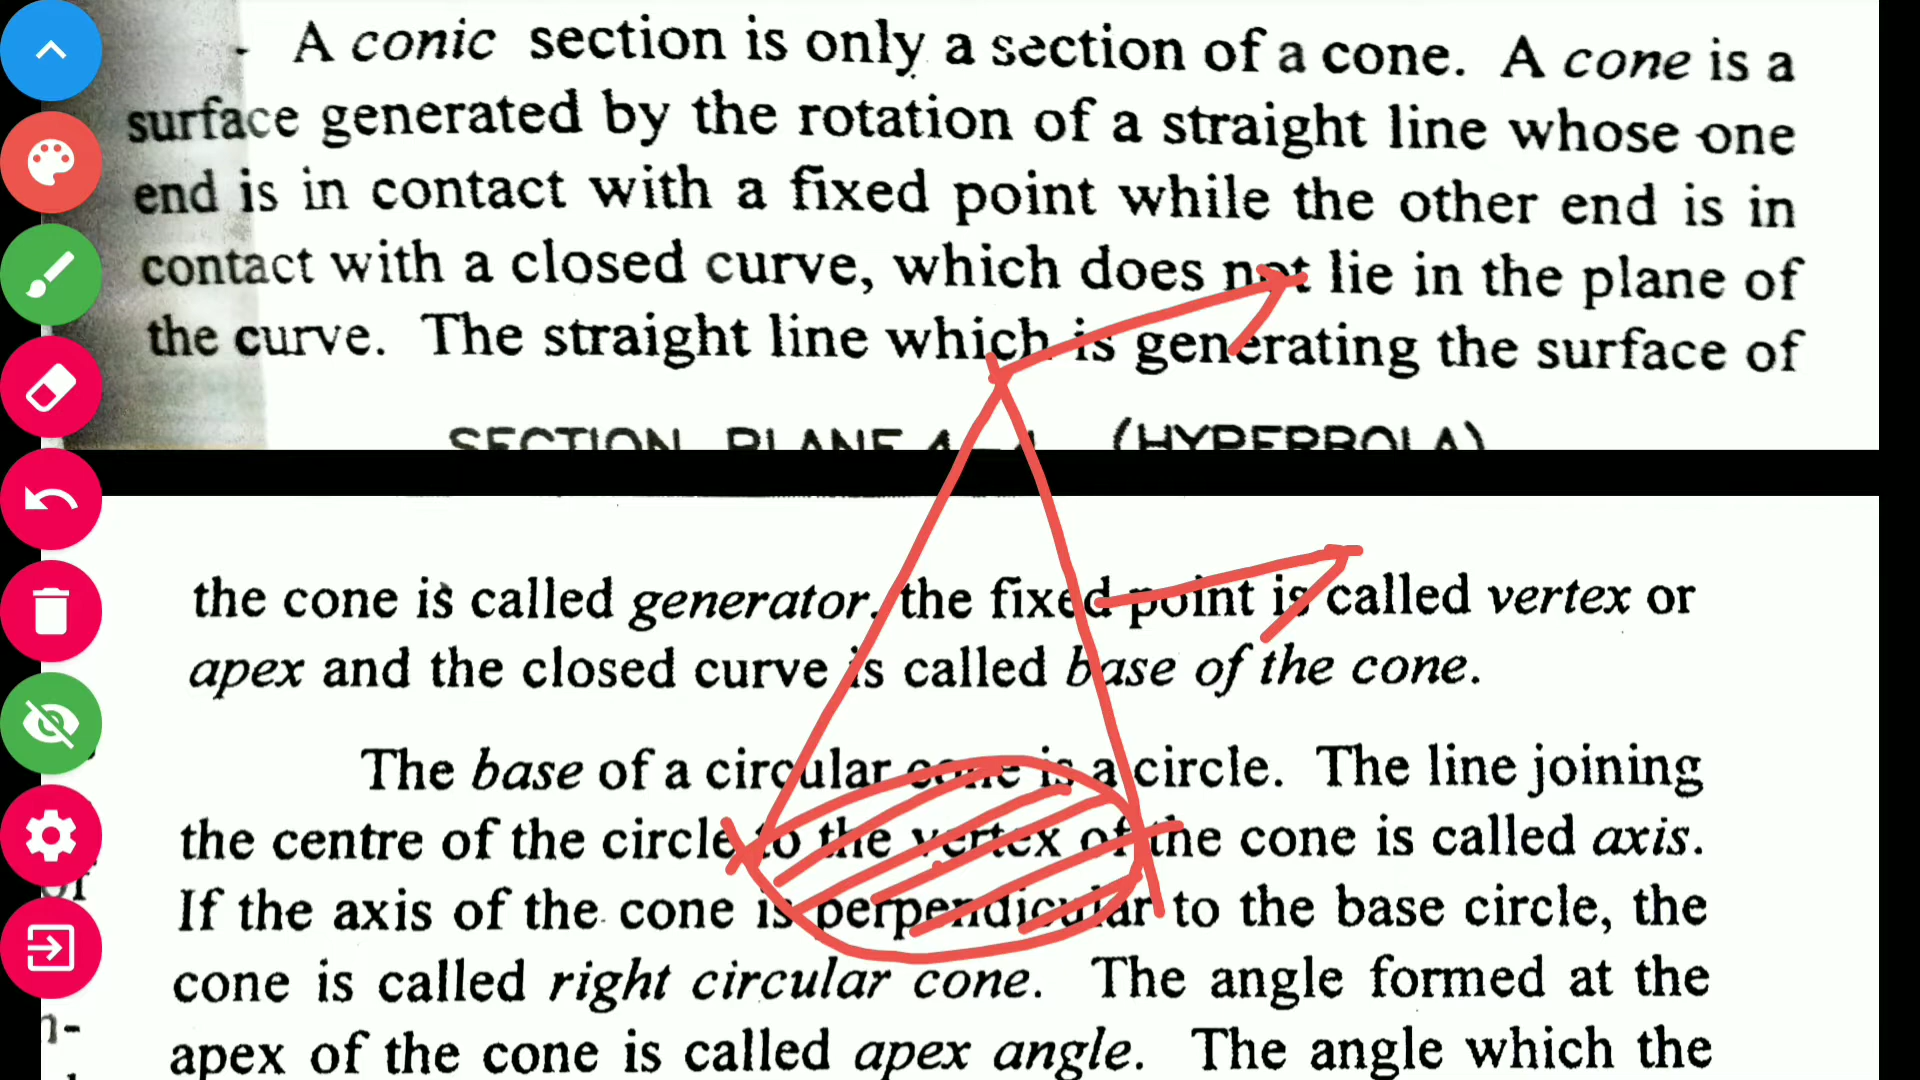 A conic section is only a section of a cone. A cone is a
surface generated by the rotation of a straight line whose one
end is in contact with a fixed point while the other end is in
contact with a closed curve, which does not lie in the plane of
the curve. The straight line which is generating the surface of
SECTION PLANE 4 (HYPERBOLA)
the cone is called generator, the fixed point is called vertex or
apex and the closed curve is called base of the cone.
The base of a circular cone is a circle. The line joining
the centre of the circle to the vertex of the cone is called axis.
If the axis of the cone is perpendicular to the base circle, the
cone is called right circular cone. The angle formed at the
apex of the cone is called apex angle. The angle which the